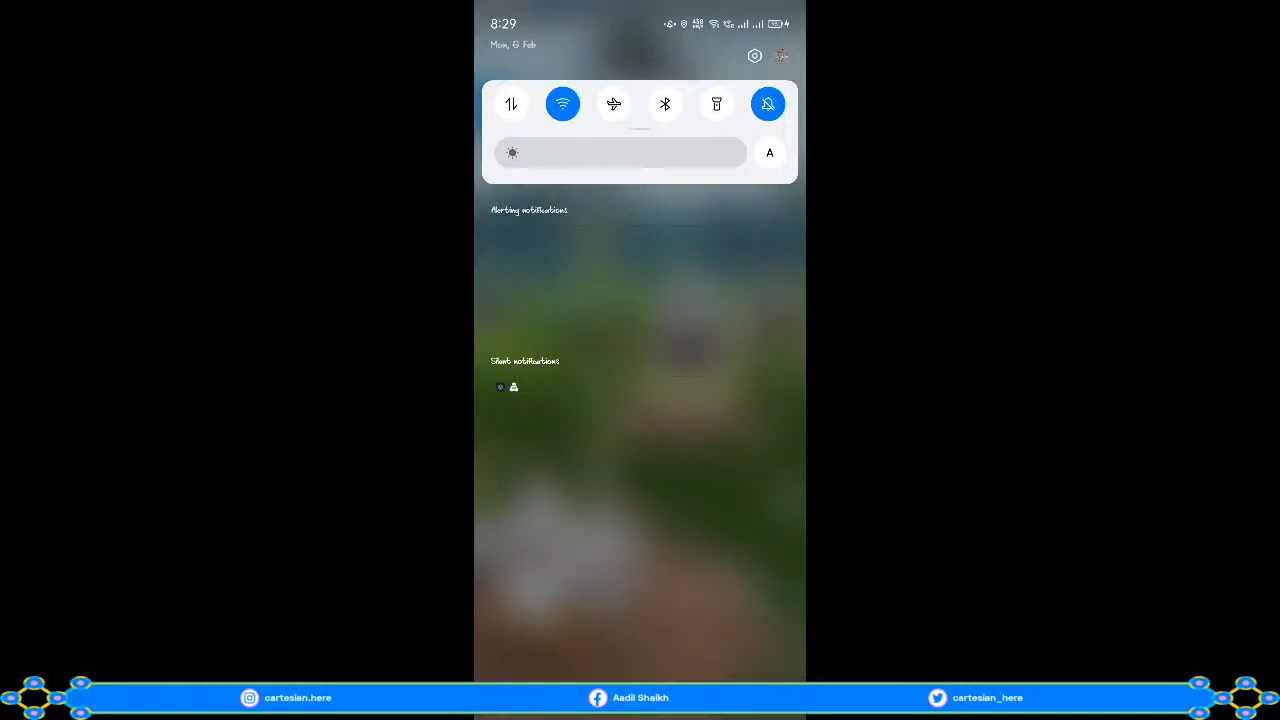 8:29
Mon, 6 Feb
A
Alerting notifications
Silent notifications
cartesian.here
Aadil Shaikh
cartesian_here